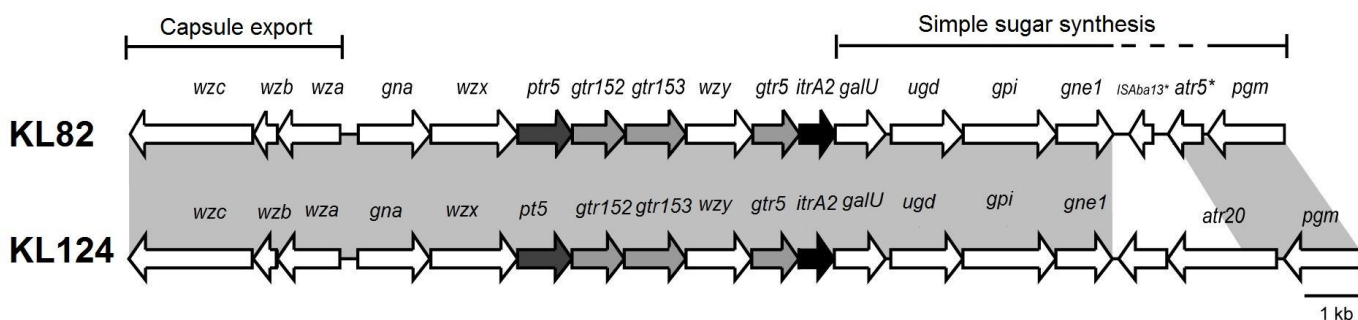 Capsule export Simple sugar synthesis
wzc wzb wza gna wzx ptr5 gtr152 gtr153 wzy gtr5 itrA2 galU ugd gpi gne1 ISAba13* atr5* pgm
KL82
wzc wzb wza gna wzx pt5 gtr152 gtr153 wzy gtr5 itrA2 galU ugd gpi gne1 atr20 pgm
KL124
1 kb